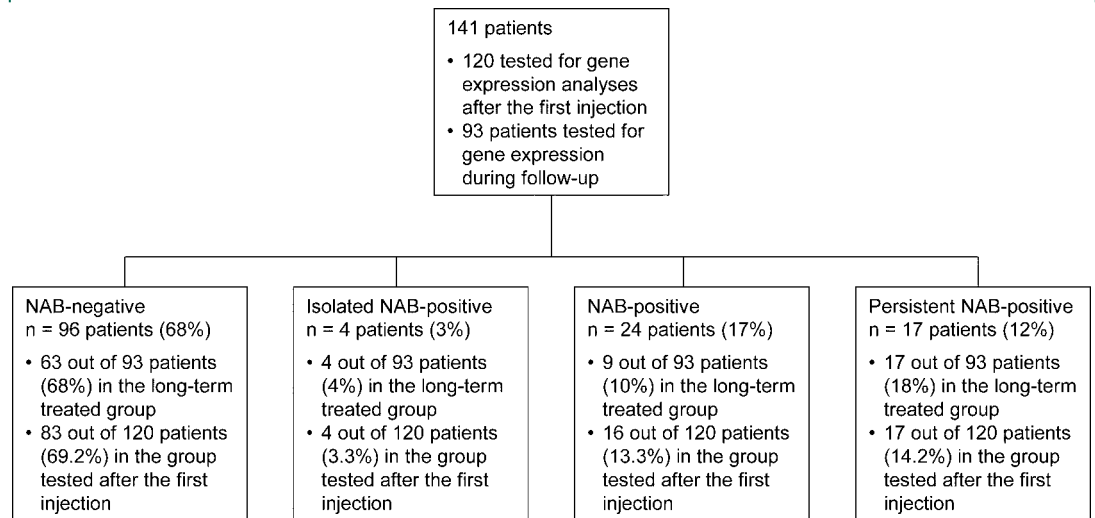 141 patients
• 120 tested for gene
expression analyses
after the first injection
• 93 patients tested for
gene expression
during follow-up
NAB-negative
n = 96 patients (68%)
• 63 out of 93 patients
(68%) in the long-term
treated group
• 83 out of 120 patients
(69.2%) in the group
tested after the first
injection
Isolated NAB-positive
n = 4 patients (3%)
• 4 out of 93 patients
(4%) in the long-term
treated group
• 4 out of 120 patients
(3.3%) in the group
tested after the first
injection
NAB-positive
n = 24 patients (17%)
• 9 out of 93 patients
(10%) in the long-term
treated group
• 16 out of 120 patients
(13.3%) in the group
tested after the first
injection
Persistent NAB-positive
n = 17 patients (12%)
• 17 out of 93 patients
(18%) in the long-term
treated group
• 17 out of 120 patients
(14.2%) in the group
tested after the first
injection